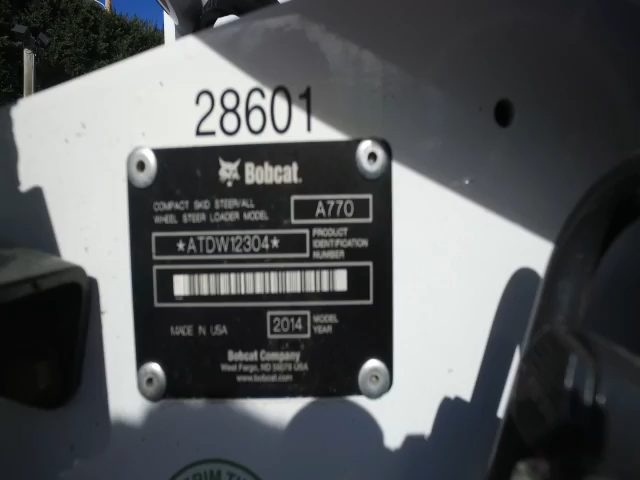 28601
Bobcat.
COMPACT SKID STEER/ALL
WHEEL STEER LOADER MODEL
A770
*ATDW12304*
PRODUCT
IDENTIFICATION
NUMBER
MADE IN USA
2014
MODEL
YEAR
Bobcat Company
West Fargo, ND 58078 USA
www.bobcat.com